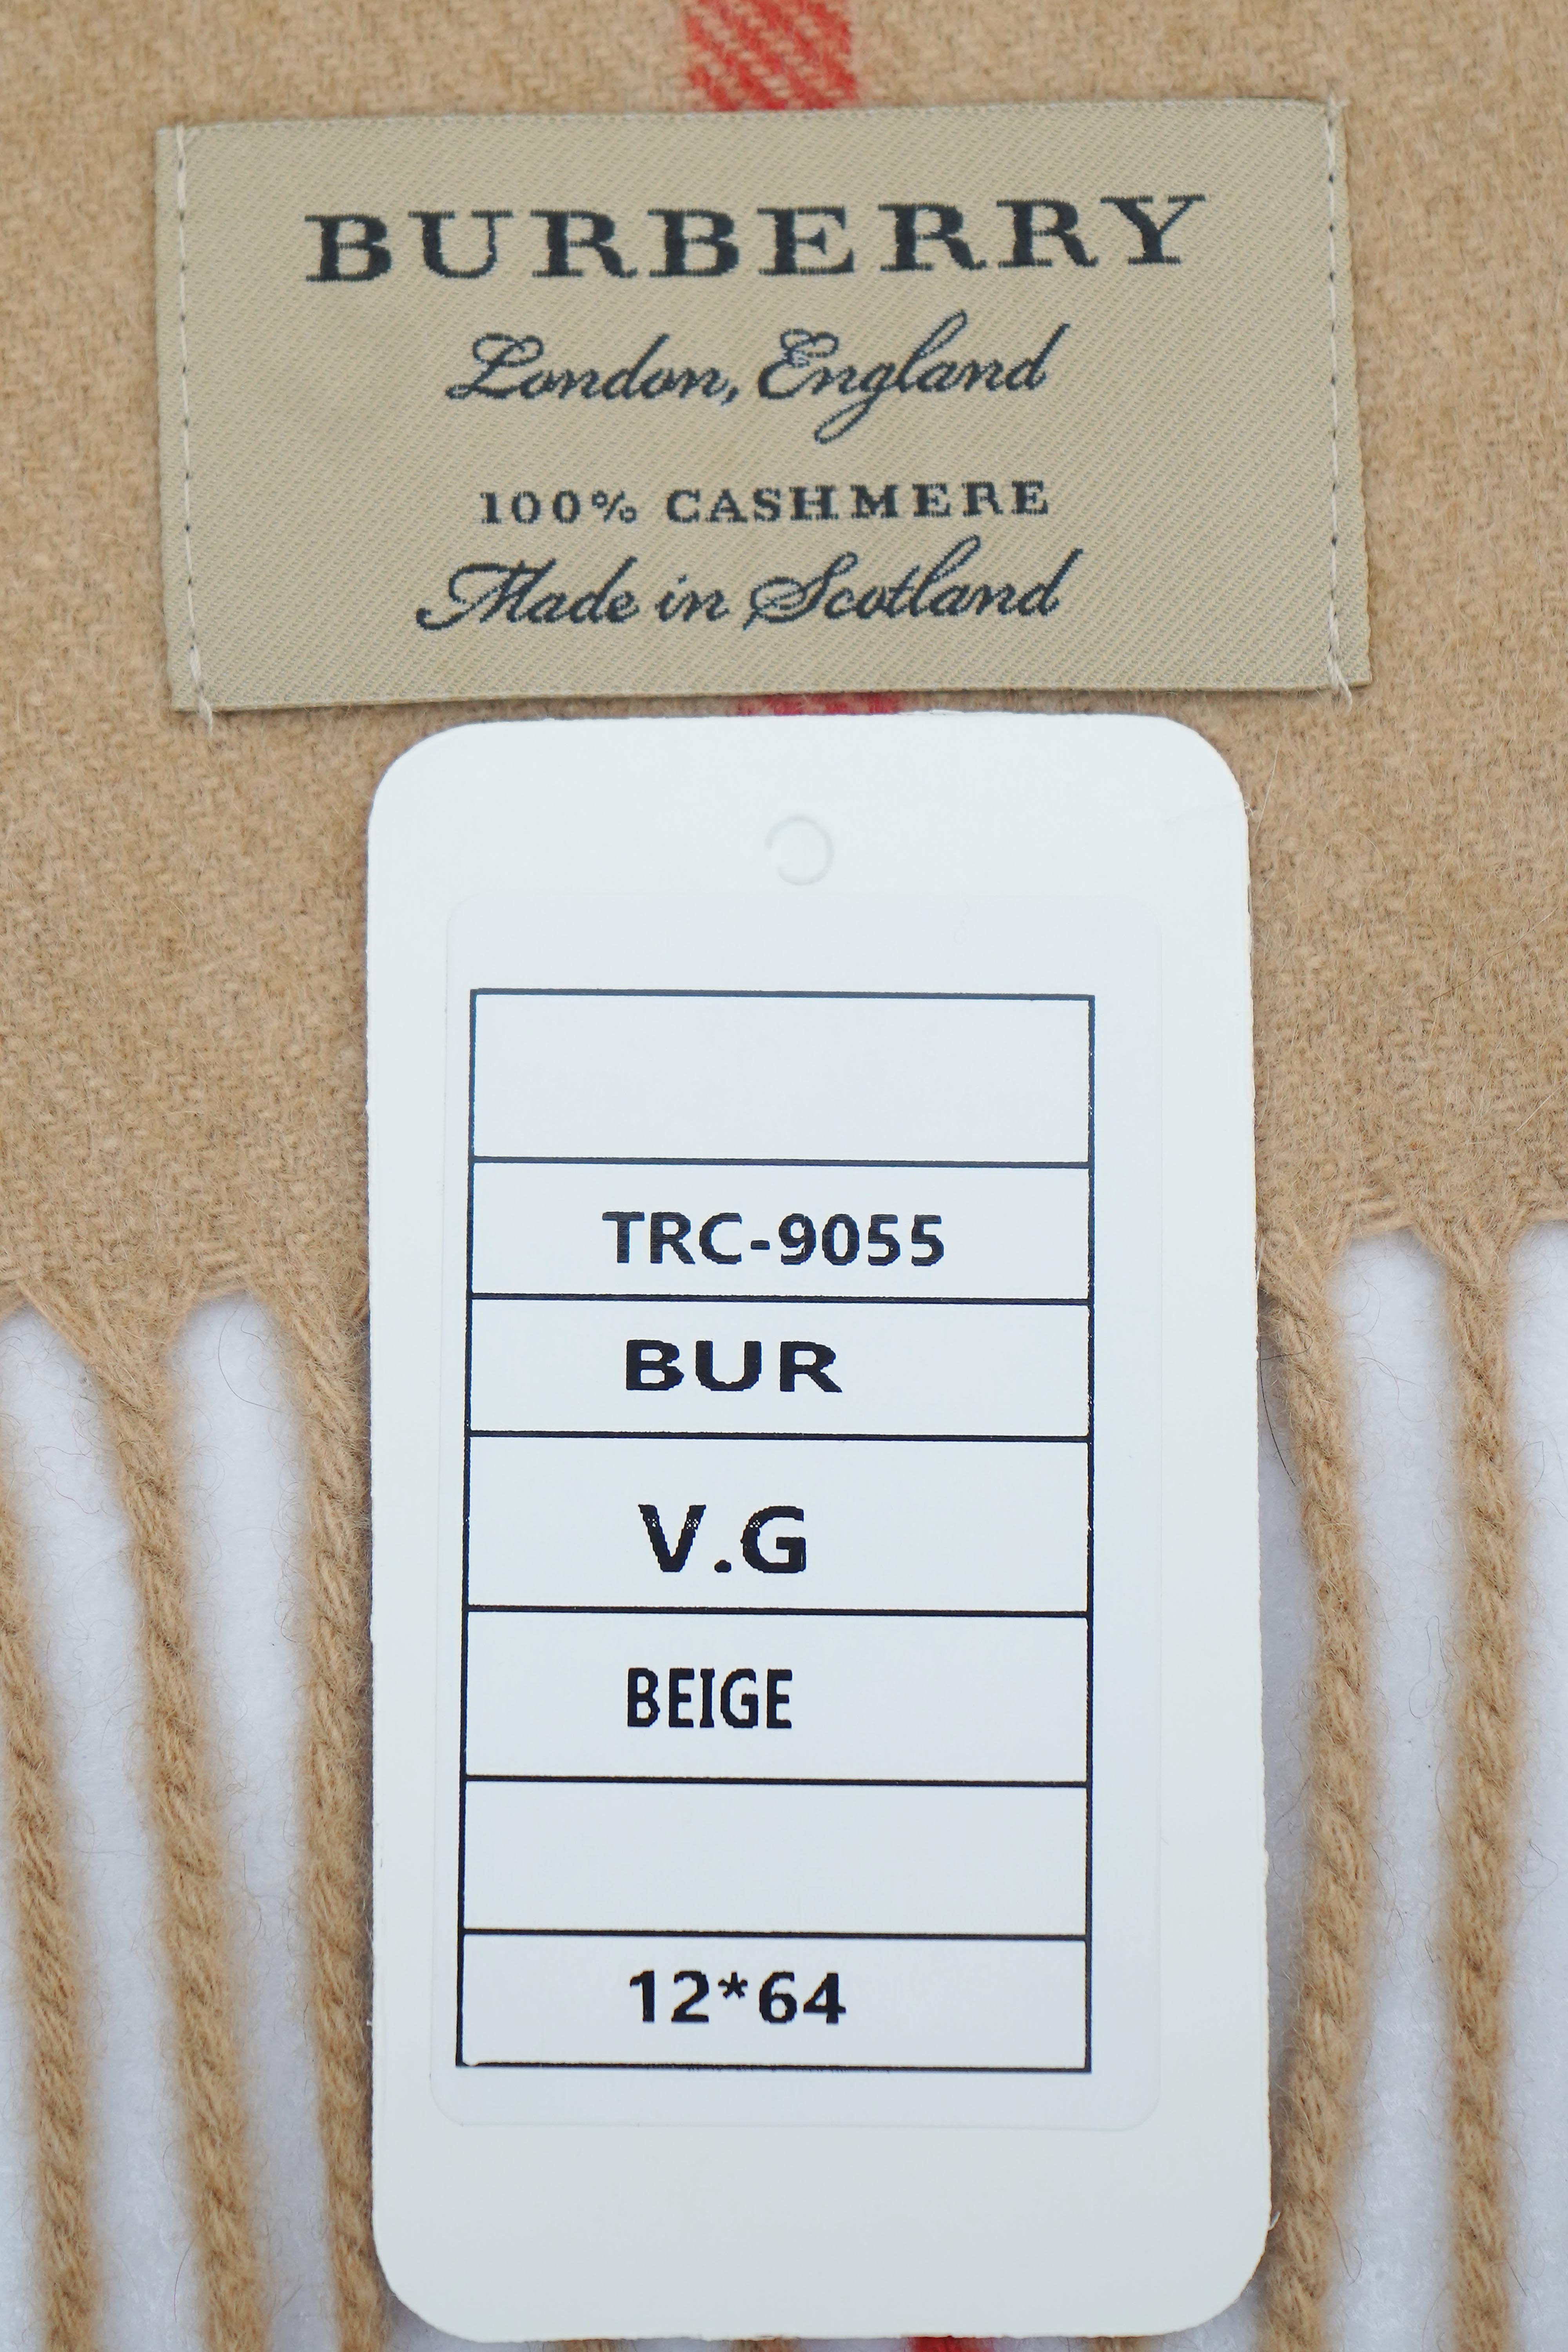 BURBERRY
London, England
100% CASHMERE
Made in Scotland
TRC-9055
BUR
V.G
BEIGE
12*64